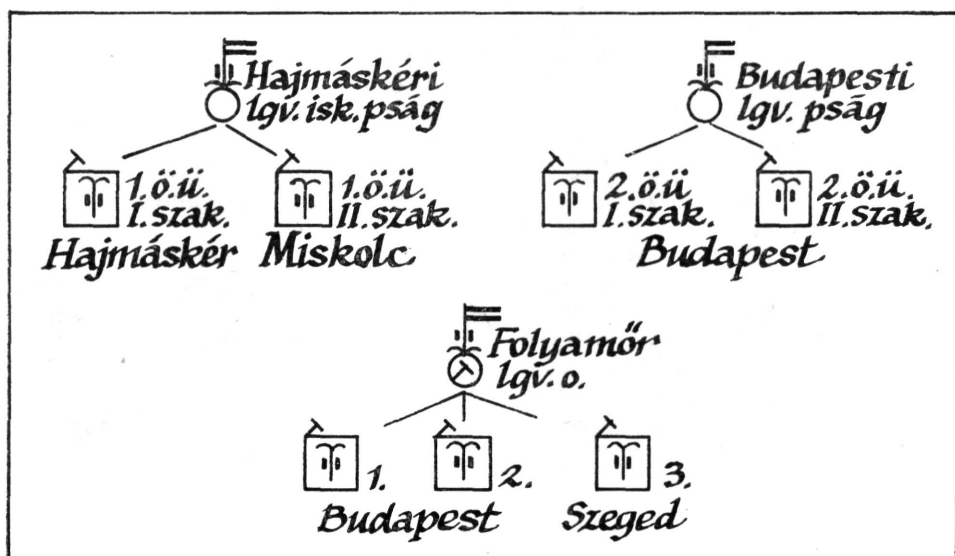 Hajmáskéri
lgv. isk. pság
Budapesti
lgv. pság
1. ö. ü.
I. szak.
1. ö. ü.
II. szak.
2. ö. ü
I. szak.
2. ö. ü
II. szak.
Hajmáskér
Miskolc
Budapest
Folyamőr
lgv. o.
1.
2.
3.
Budapest
Szeged